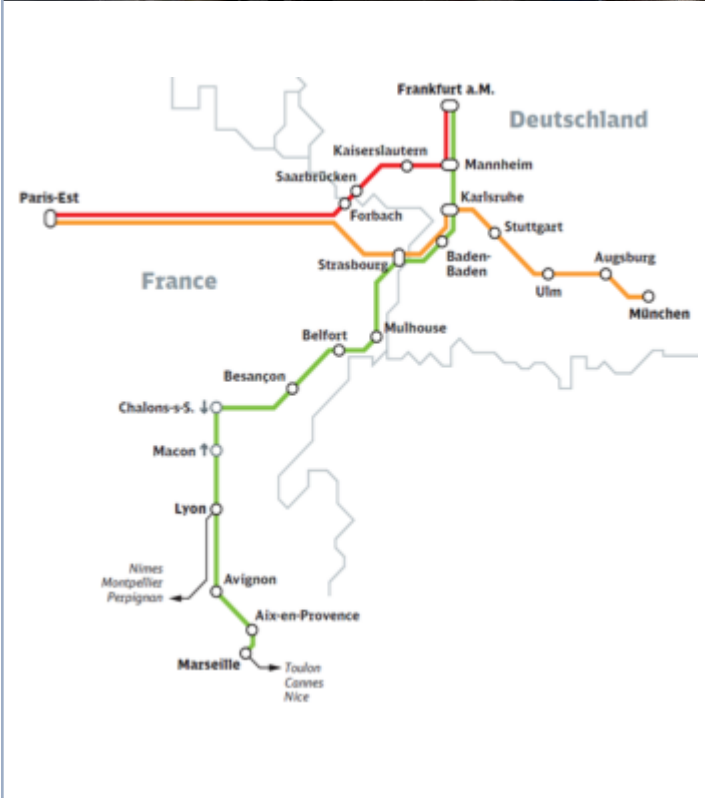 Frankfurt a.M.
Deutschland
Kaiserslautern
Mannheim
Saarbrücken
Paris-Est
Karlsruhe
Forbach
Stuttgart
Strasbourg
Baden-
Baden
Augsburg
France
Ulm
München
Belfort
Mulhouse
Besançon
Chalons-s-S. ↓
Macon ↑
Lyon
Nimes
Montpellier
Perpignan
Avignon
Aix-en-Provence
Marseille
Toulon
Cannes
Nice